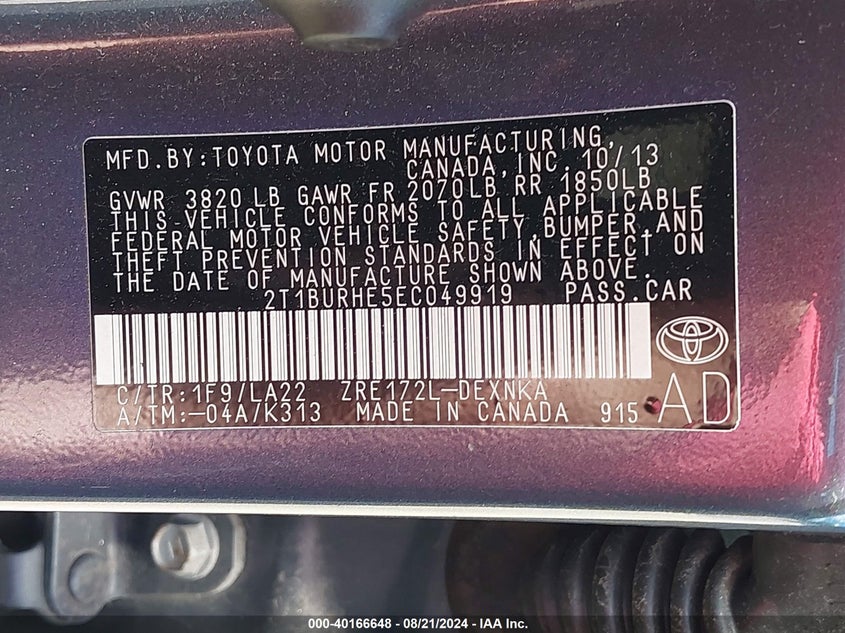 MFD.BY:TOYOTA MOTOR MANUFACTURING,
CANADA,INC. 10/13
GVWR 3820 LB GAWR FR 2070LB RR 1850LB
THIS VEHICLE CONFORMS TO ALL APPLICABLE
FEDERAL MOTOR VEHICLE SAFETY,BUMPER,AND
THEFT PREVENTION STANDARDS IN EFFECT ON
THE DATE OF MANUFACTURE SHOWN ABOVE.
2T1BURHE5EC049919 PASS.CAR
C/TR:1F9/LA22 ZRE172L-DEXNKA
A/TM:-04A/K313 MADE IN CANADA 915 AD
000-40166648 - 08/21/2024 - IAA Inc.